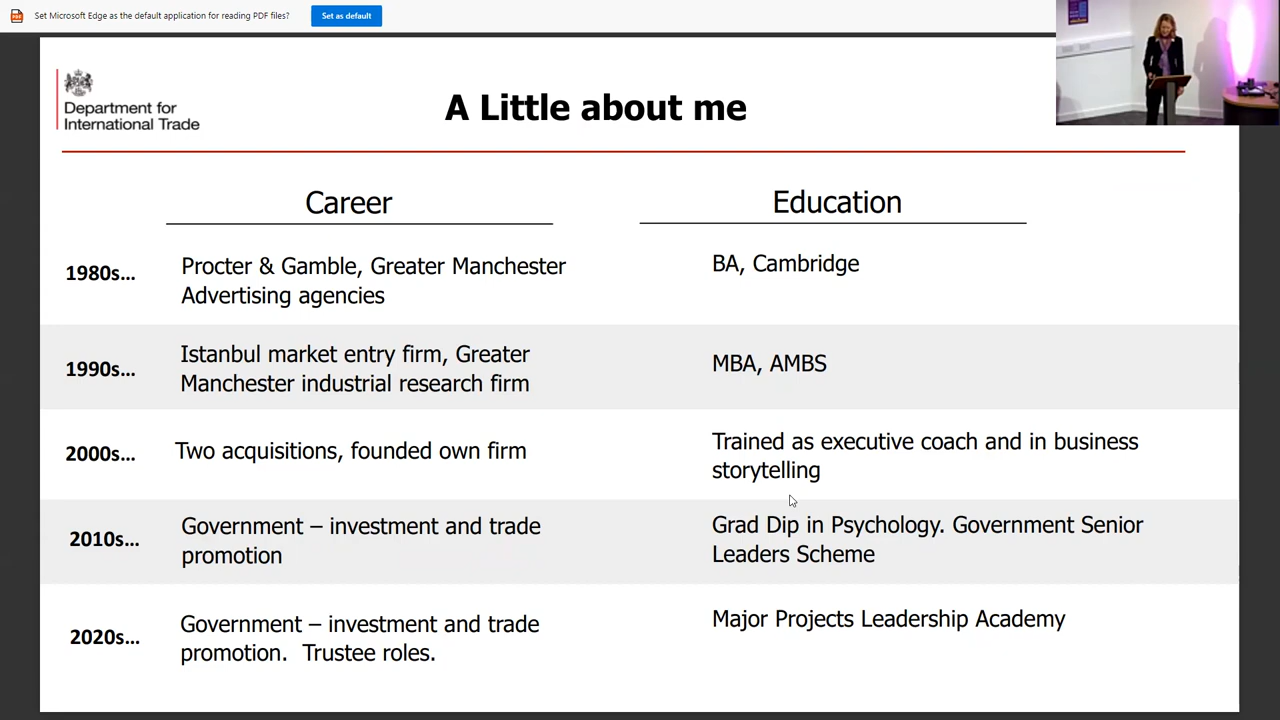 Set Microsoft Edge as the default application for reading PDF files?
Set as default
Department for
International Trade
A Little about me
Career
Education
1980s...
Procter & Gamble, Greater Manchester
Advertising agencies
BA, Cambridge
1990s...
Istanbul market entry firm, Greater
Manchester industrial research firm
MBA, AMBS
2000s...
Two acquisitions, founded own firm
Trained as executive coach and in business
storytelling
2010s...
Government – investment and trade
promotion
Grad Dip in Psychology. Government Senior
Leaders Scheme
2020s...
Government – investment and trade
promotion.  Trustee roles.
Major Projects Leadership Academy